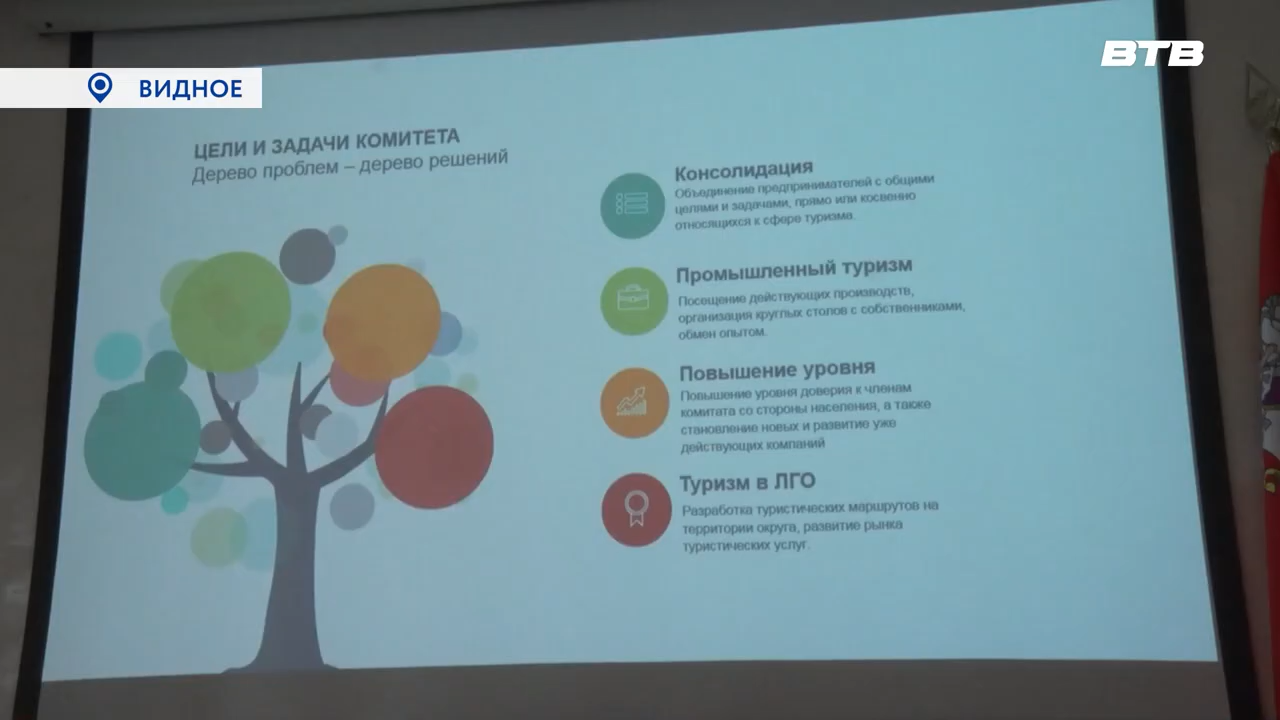 ВТВ
ВИДНОЕ
ЦЕЛИ И ЗАДАЧИ КОМИТЕТА
Дерево проблем – дерево решений
Консолидация
Объединение предпринимателей с общими
целями и задачами, прямо или косвенно
относящихся к сфере туризма.
Промышленный туризм
Посещение действующих производств,
организация круглых столов с собственниками,
обмен опытом.
Повышение уровня
Повышение уровня доверия к членам
комитата со стороны населения, а также
становление новых и развитие уже
действующих компаний
Туризм в ЛГО
Разработка туристических маршрутов на
территории округа, развитие рынка
туристических услуг.